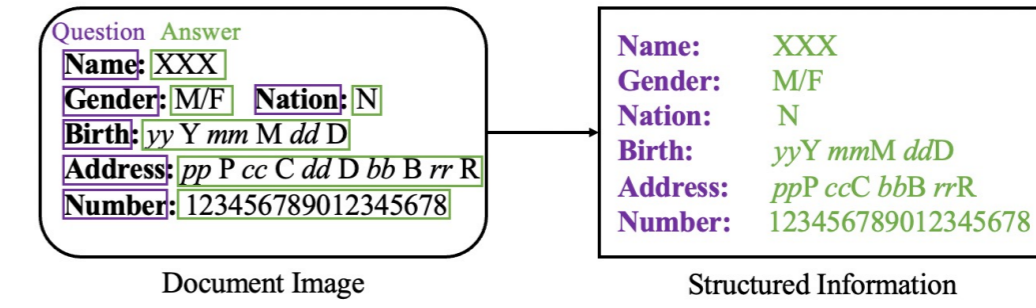 Question Answer
Name: XXX
Gender: M/F Nation: N
Birth: yy Y mm M dd D
Address: pp P cc C dd D bb B rr R
Number: 123456789012345678
Document Image
Name: XXX
Gender: M/F
Nation: N
Birth: yyY mmM ddD
Address: ppP ccC bbB rrR
Number: 123456789012345678
Structured Information